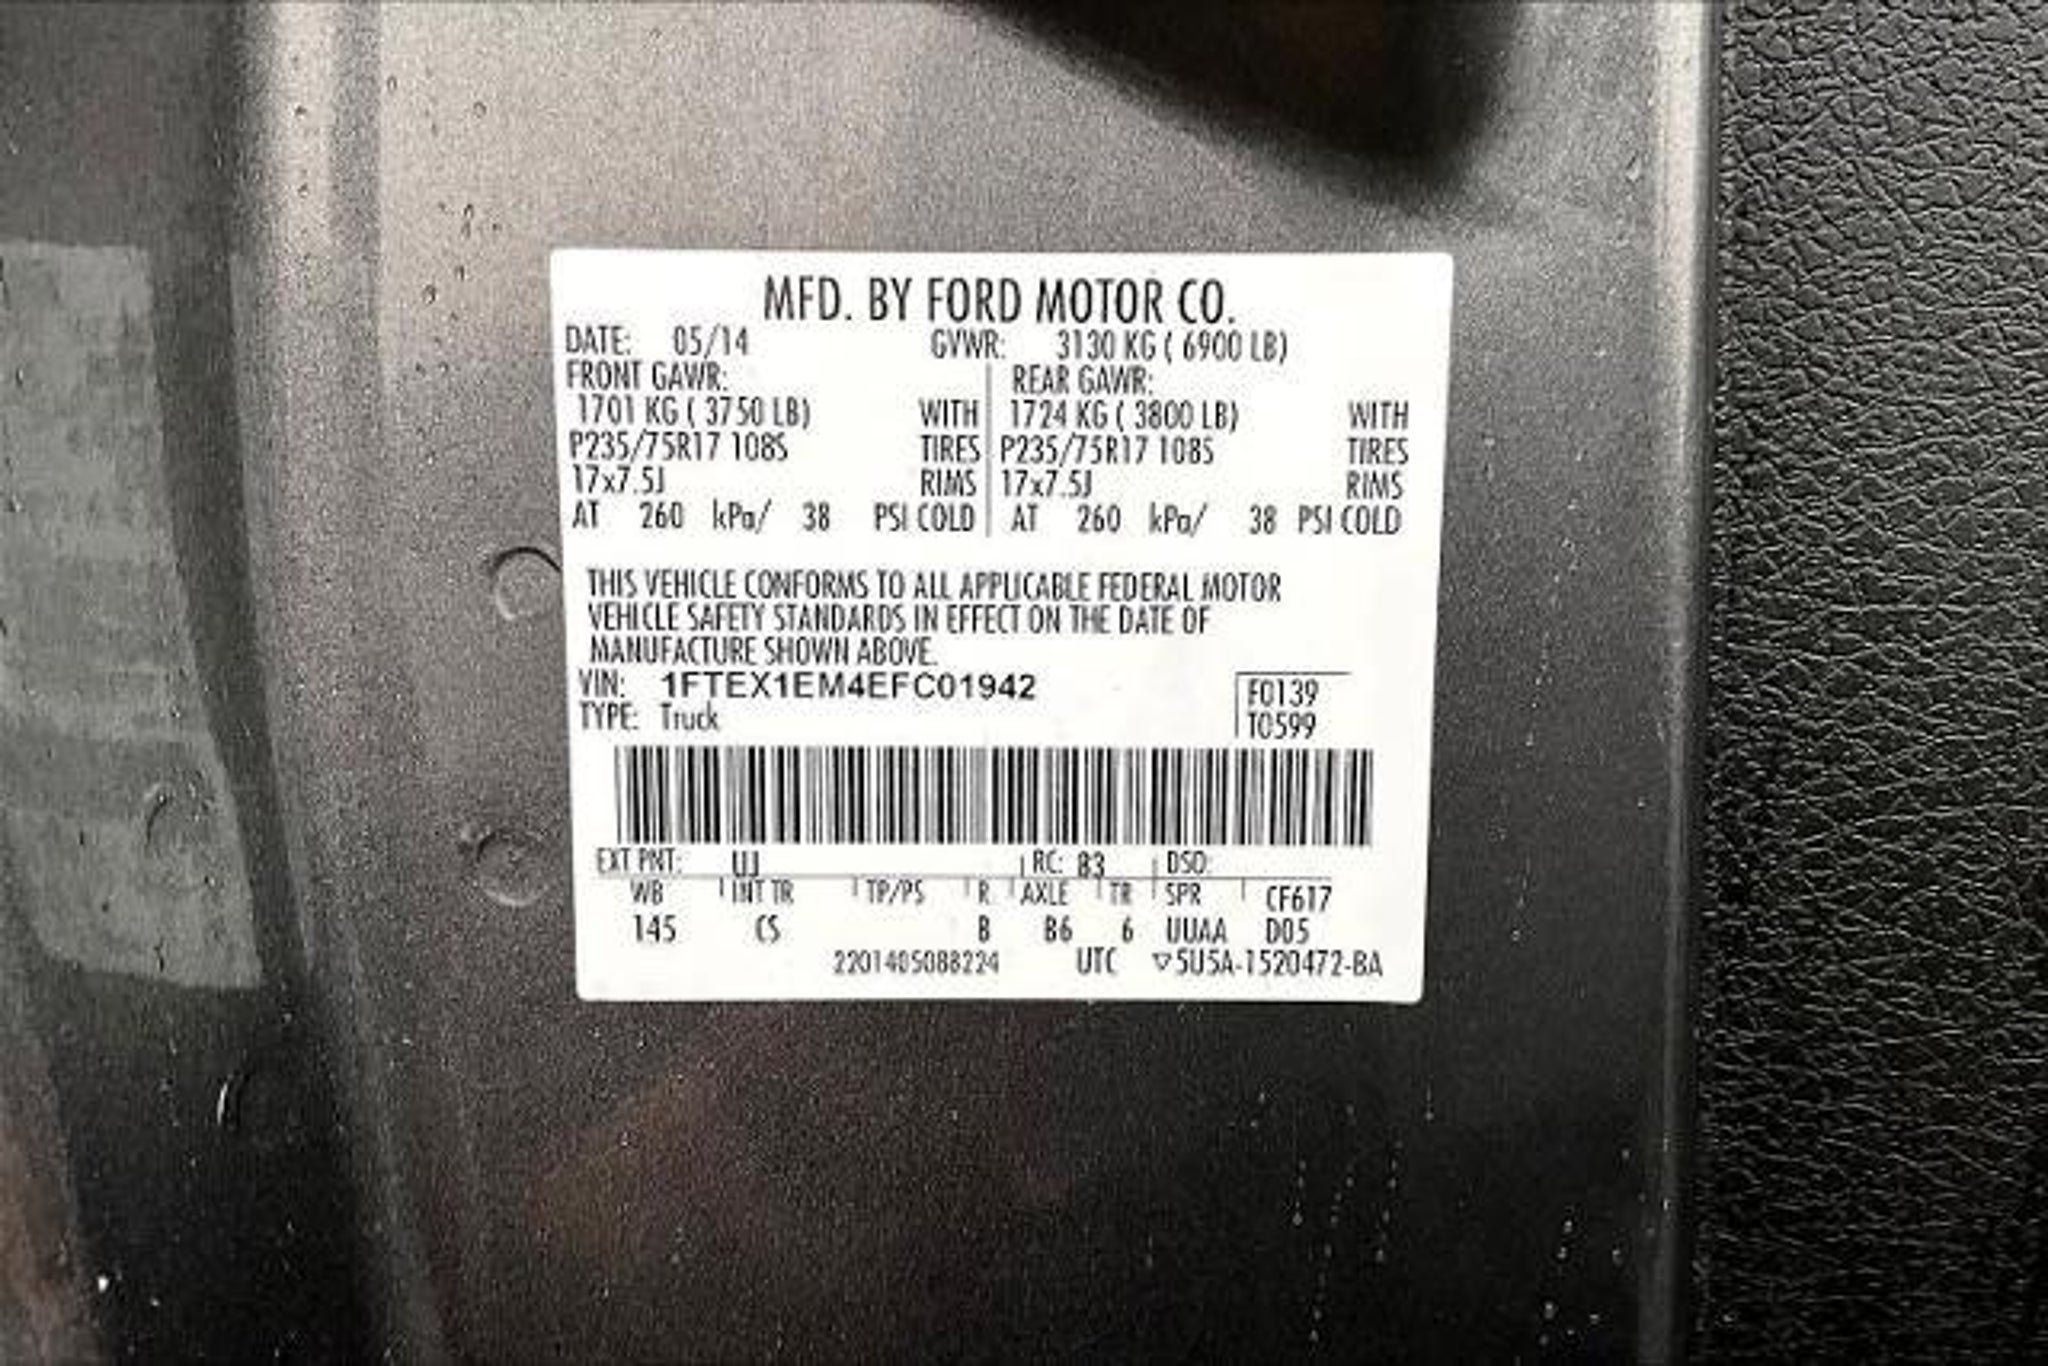 MFD. BY FORD MOTOR CO.
DATE: 05/14 GVWR: 3130 KG ( 6900 LB)
FRONT GAWR: REAR GAWR:
1701 KG ( 3750 LB) WITH 1724 KG ( 3800 LB) WITH
P235/75R17 108S TIRES P235/75R17 108S TIRES
17x7.5J RIMS 17x7.5J RIMS
AT 260 kPa/ 38 PSI COLD AT 260 kPa/ 38 PSI COLD
THIS VEHICLE CONFORMS TO ALL APPLICABLE FEDERAL MOTOR
VEHICLE SAFETY STANDARDS IN EFFECT ON THE DATE OF
MANUFACTURE SHOWN ABOVE.
VIN: 1FTEX1EM4EFC01942 F0139
TYPE: Truck T0599
EXT PNT: UJ RC: 83 DSO:
WB INT TR TP/PS R AXLE TR SPR CF617
145 CS B B6 6 UUAA D05
2201405088224 UTC ▽5U5A-1520472-BA